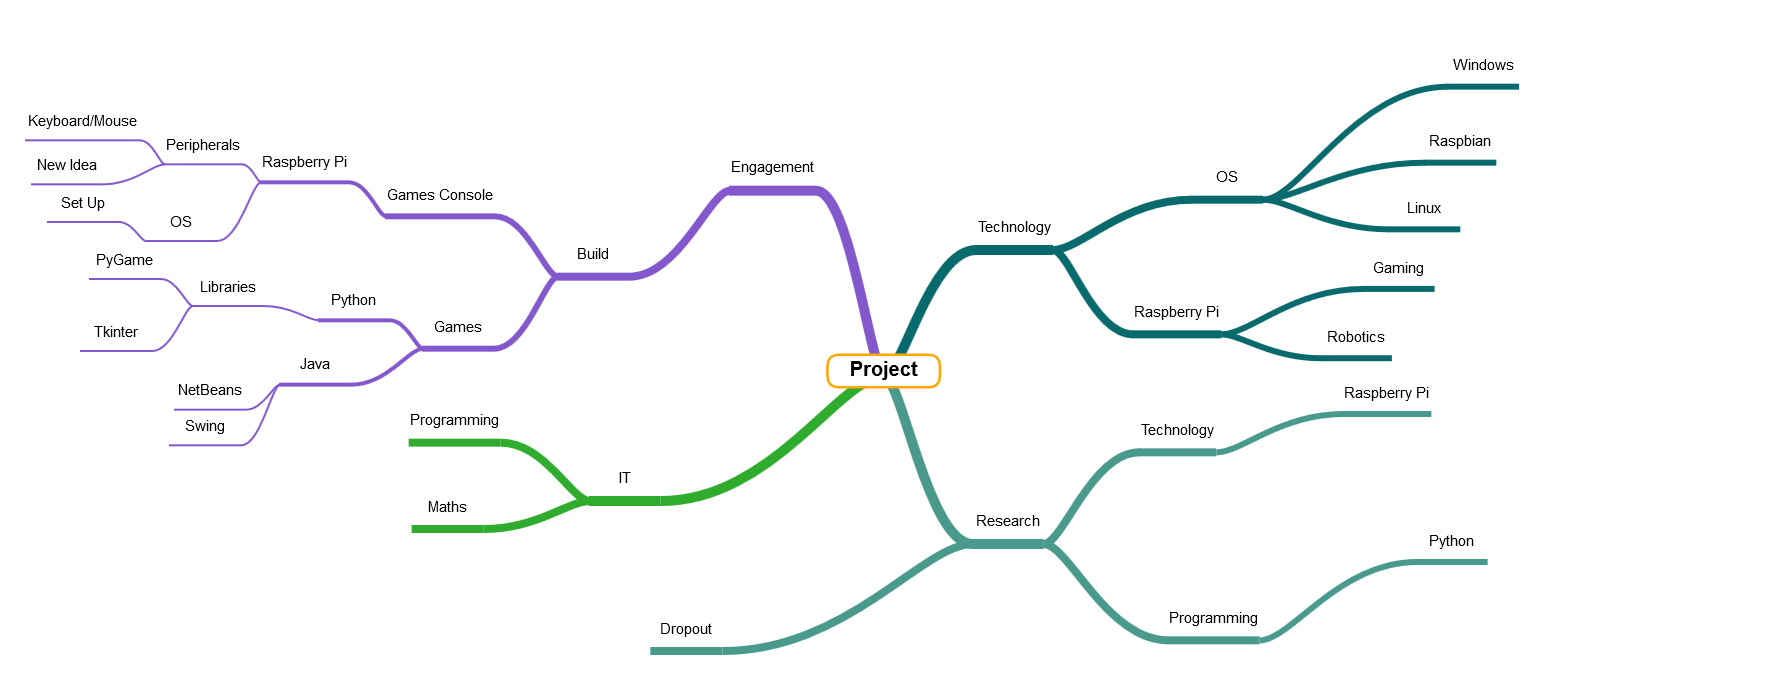 Windows
Keyboard/Mouse
Raspbian
Peripherals
Raspberry Pi
New Idea
Engagement
OS
Games Console
Set Up
Linux
OS
Technology
Build
PyGame
Gaming
Libraries
Python
Raspberry Pi
Games
Tkinter
Robotics
Java
Project
NetBeans
Raspberry Pi
Programming
Swing
Technology
IT
Maths
Research
Python
Programming
Dropout